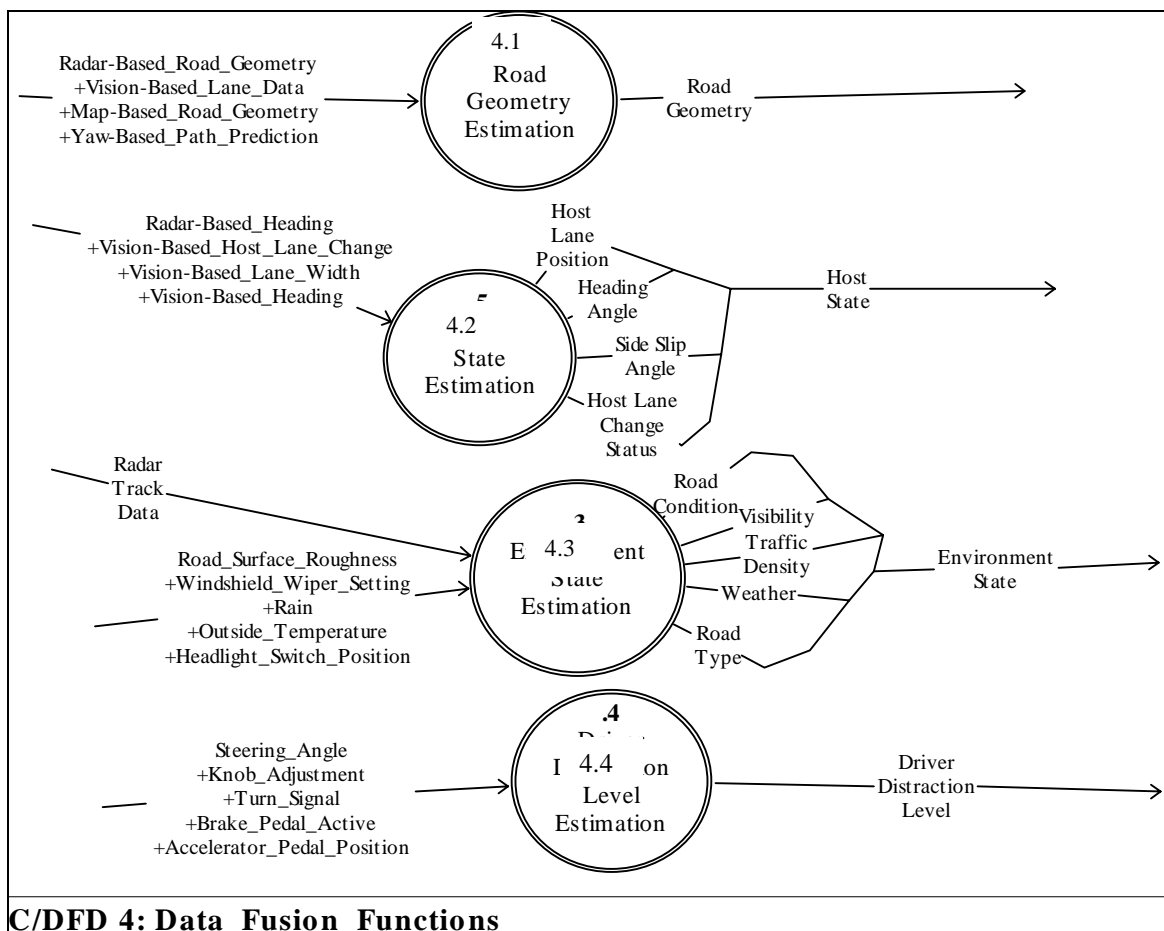 Radar-Based_Road_Geometry
+Vision-Based_Lane_Data
+Map-Based_Road_Geometry
+Yaw-Based_Path_Prediction
4.1
Road
Geometry
Estimation
Road
Geometry
Radar-Based_Heading
+Vision-Based_Host_Lane_Change
+Vision-Based_Lane_Width
+Vision-Based_Heading
4.2
State
Estimation
Host
Lane
Position
Heading
Angle
Side Slip
Angle
Host Lane
Change
Status
Host
State
Radar
Track
Data
Road_Surface_Roughness
+Windshield_Wiper_Setting
+Rain
+Outside_Temperature
+Headlight_Switch_Position
E 4.3 ent
State
Estimation
Road
Condition
Visibility
Traffic
Density
Weather
Road
Type
Environment
State
Steering_Angle
+Knob_Adjustment
+Turn_Signal
+Brake_Pedal_Active
+Accelerator_Pedal_Position
.4
4.4 on
Level
Estimation
Driver
Distraction
Level
C/DFD 4: Data Fusion Functions